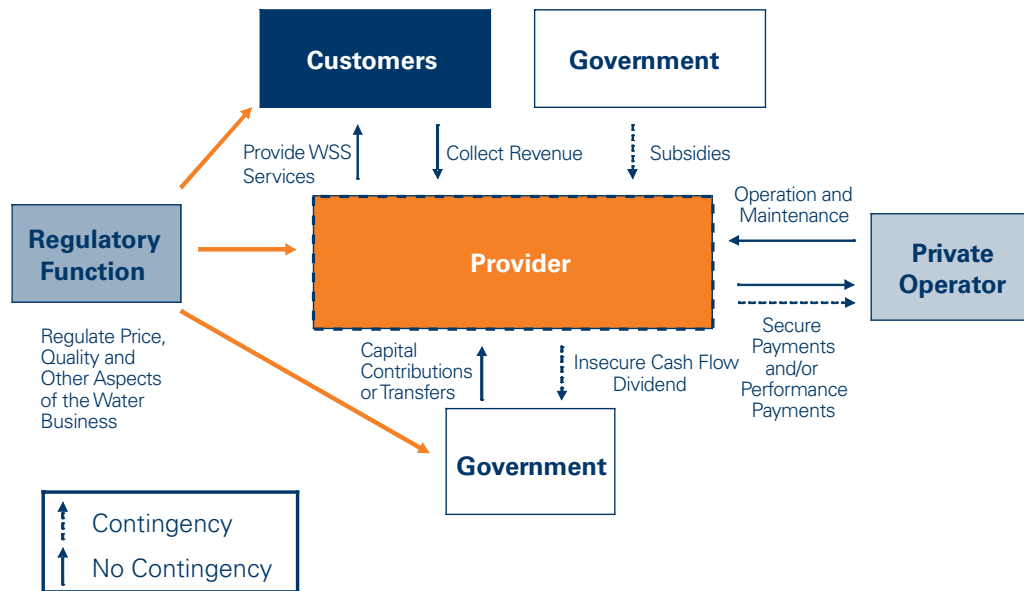 Customers
Government
Provide WSS
Services
Collect Revenue
Subsidies
Operation and
Maintenance
Regulatory
Function
Provider
Private
Operator
Regulate Price,
Quality and
Other Aspects
of the Water
Business
Capital
Contributions
or Transfers
Insecure Cash Flow
Dividend
Secure
Payments
and/or
Performance
Payments
Government
Contingency
No Contingency